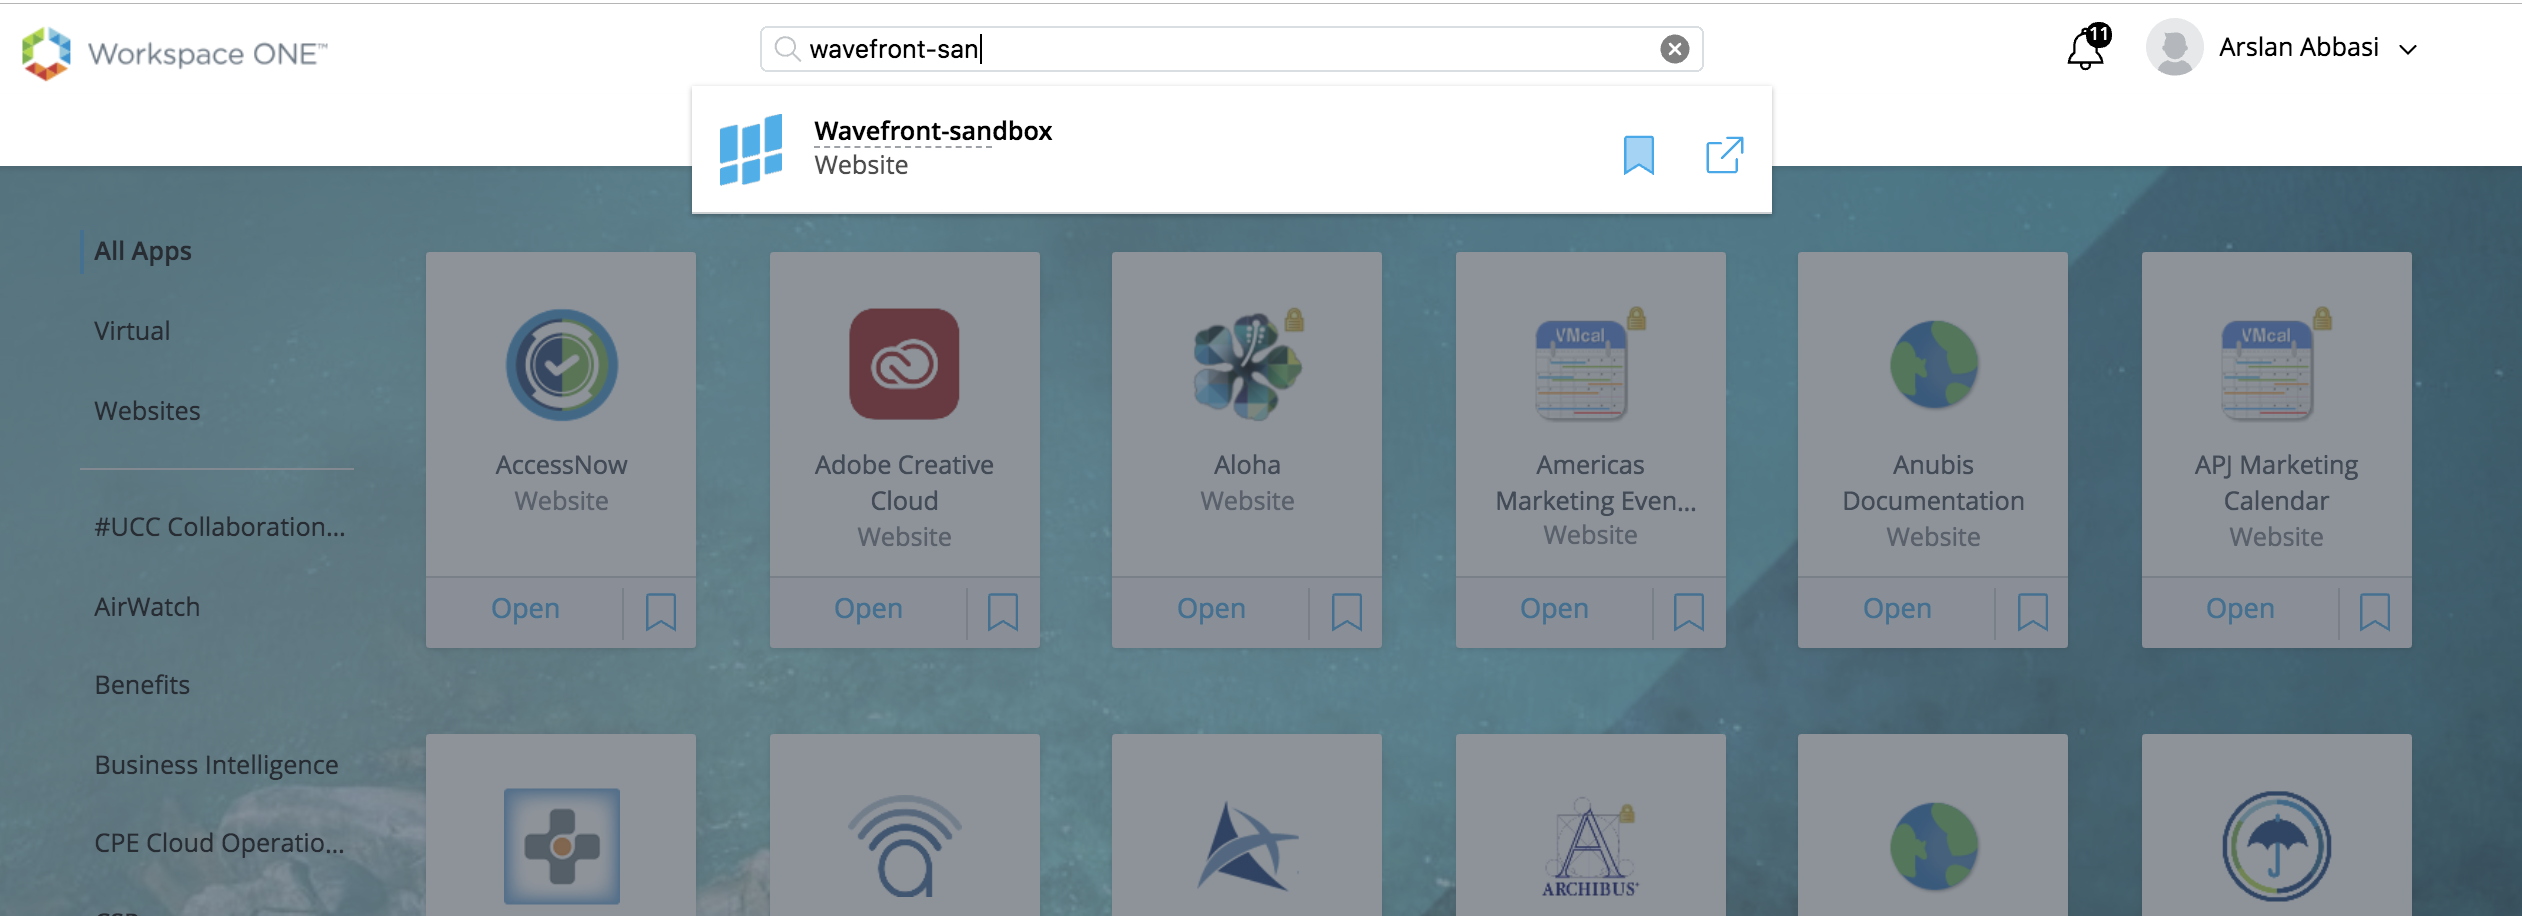 Workspace ONE™
wavefront-san
11
Arslan Abbasi
Wavefront-sandbox
Website
All Apps
Virtual
Websites
#UCC Collaboration...
AirWatch
Benefits
Business Intelligence
CPE Cloud Operatio...
AccessNow
Website
Open
Adobe Creative
Cloud
Website
Open
Aloha
Website
Open
VMcal
Americas
Marketing Even...
Website
Open
Anubis
Documentation
Website
Open
VMcal
APJ Marketing
Calendar
Website
Open
a
A
ARCHIBUS